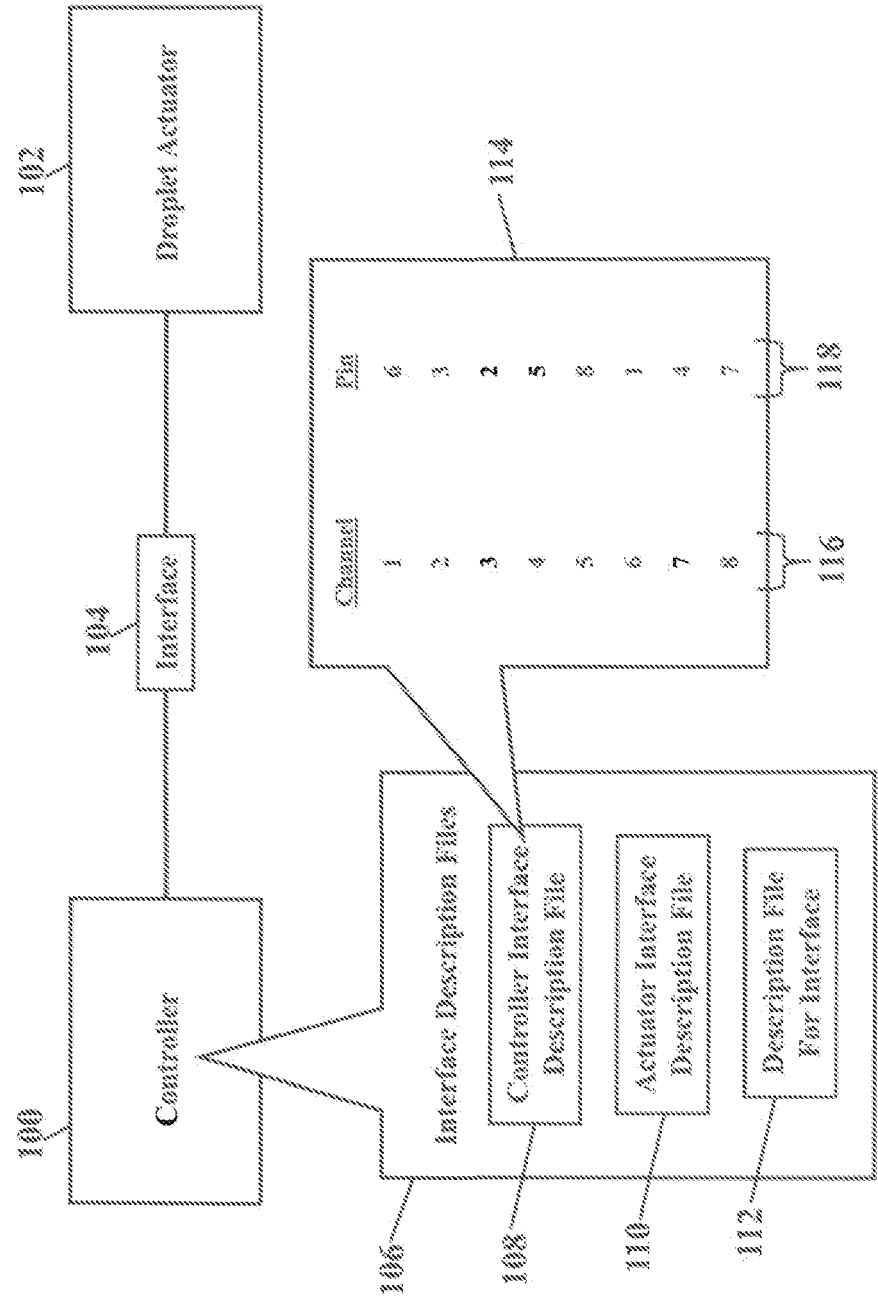 100
102
104
Controller
Interface
Droplet Actuator
106
Interface Description Files
108
Controller Interface
Description File
110
Actuator Interface
Description File
112
Description File
For Interface
114
Channel Pin
1 6
2 3
3 2
4 5
5 8
6 1
7 4
8 7
116
118